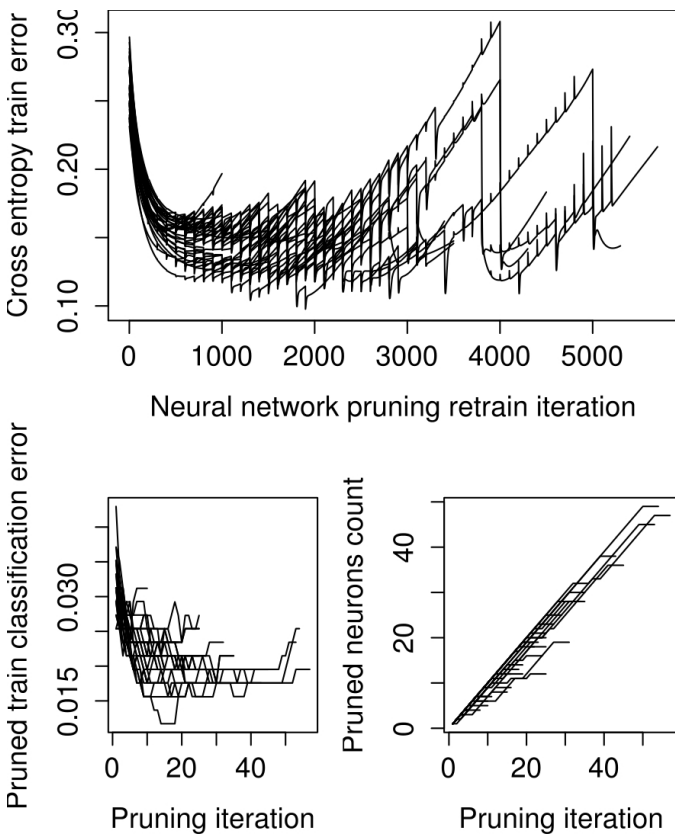 Cross entropy train error
0.30
0.20
0.10
0 1000 2000 3000 4000 5000
Neural network pruning retrain iteration
Pruned train classification error
0.030
0.015
0 20 40
Pruning iteration
Pruned neurons count
40
20
0
0 20 40
Pruning iteration